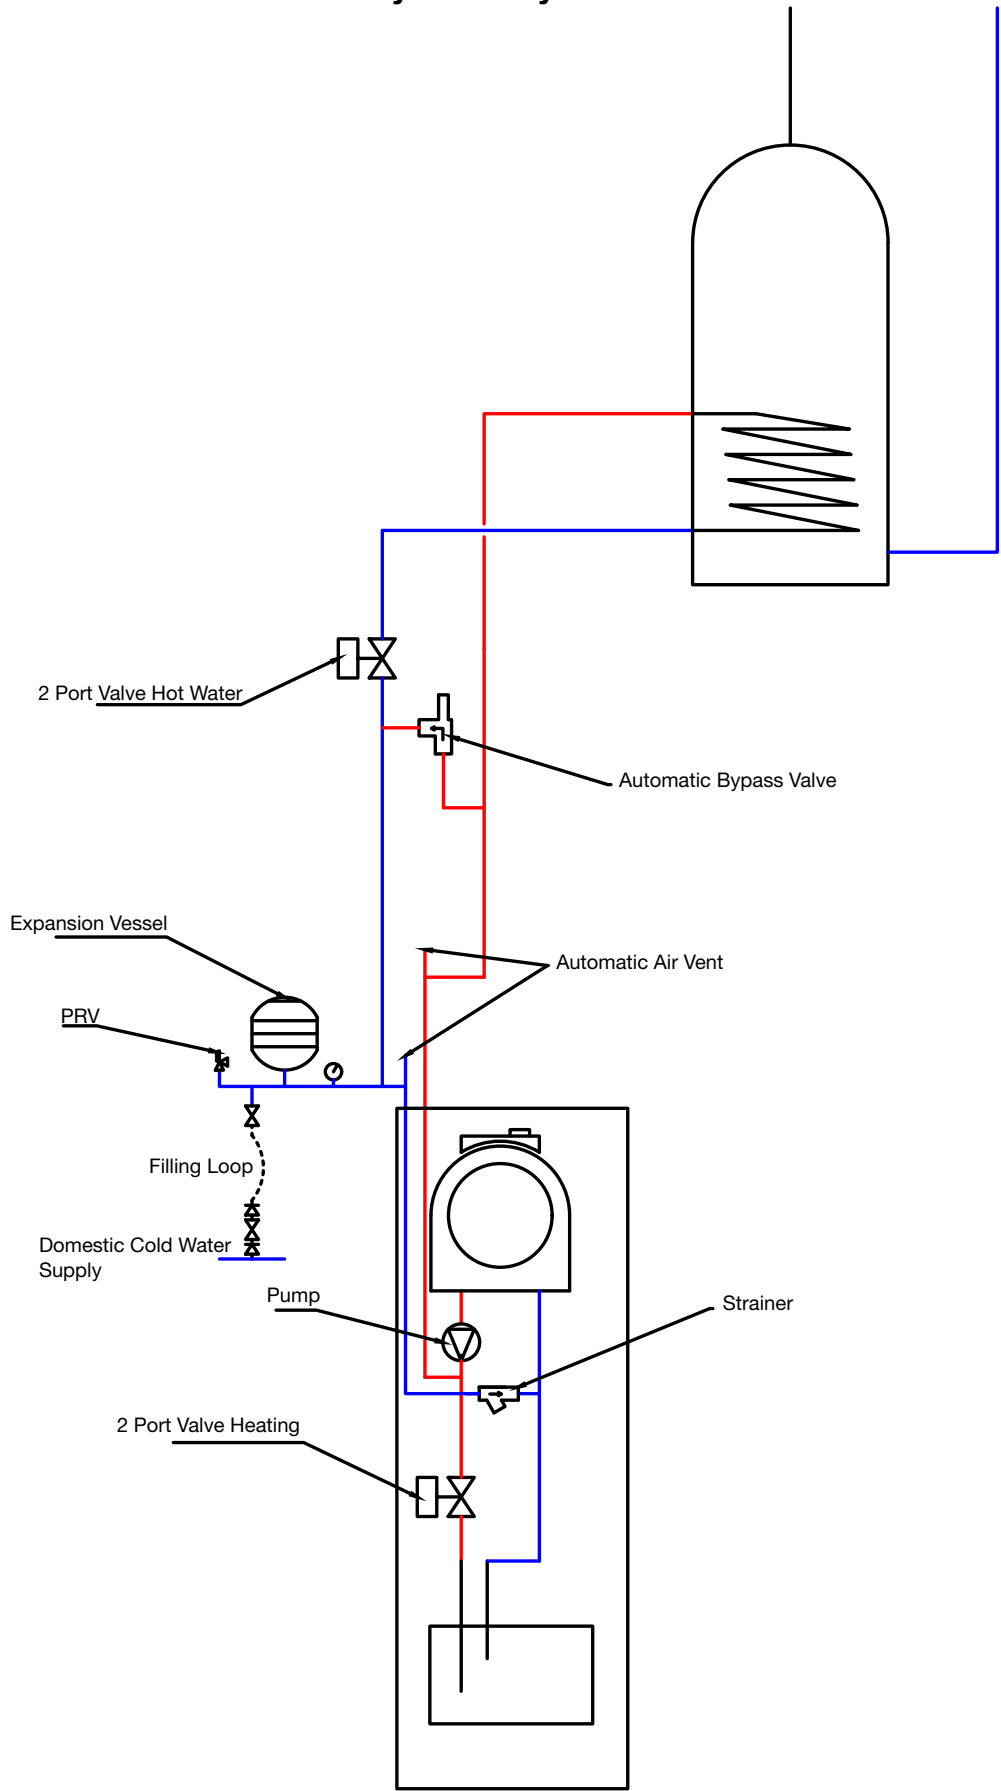 2 Port Valve Hot Water
Automatic Bypass Valve
Expansion Vessel
Automatic Air Vent
PRV
Filling Loop
Domestic Cold Water
Supply
Pump
Strainer
2 Port Valve Heating